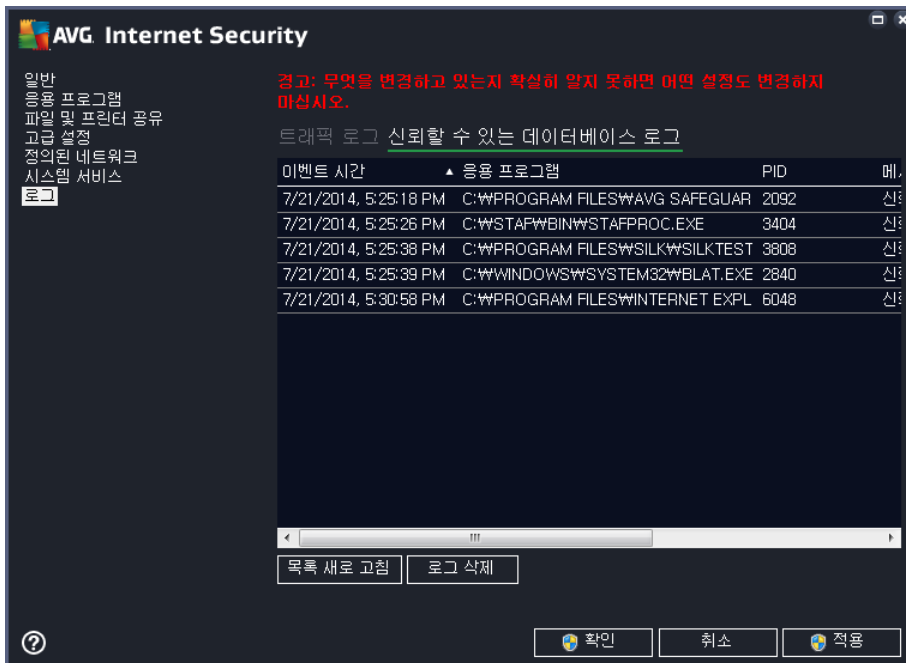 AVG Internet Security
일반
응용 프로그램
파일 및 프린터 공유
고급 설정
정의된 네트워크
시스템 서비스
로그
경고: 무엇을 변경하고 있는지 확실히 알지 못하면 어떤 설정도 변경하지
마십시오.
트래픽 로그 신뢰할 수 있는 데이터베이스 로그
이벤트 시간 응용 프로그램 PID
7/21/2014, 5:25:18 PM C:₩PROGRAM FILES₩AVG SAFEGUAR 2092 신
7/21/2014, 5:25:26 PM C:₩STAF₩BIN₩STAFPROC.EXE 3404 신
7/21/2014, 5:25:38 PM C:₩PROGRAM FILES₩SILK₩SILKTEST 3808 신
7/21/2014, 5:25:39 PM C:₩WINDOWS₩SYSTEM32₩BLAT.EXE 2840 신
7/21/2014, 5:30:58 PM C:₩PROGRAM FILES₩INTERNET EXPL 6048 신
목록 새로 고침 로그 삭제
확인 취소 적용